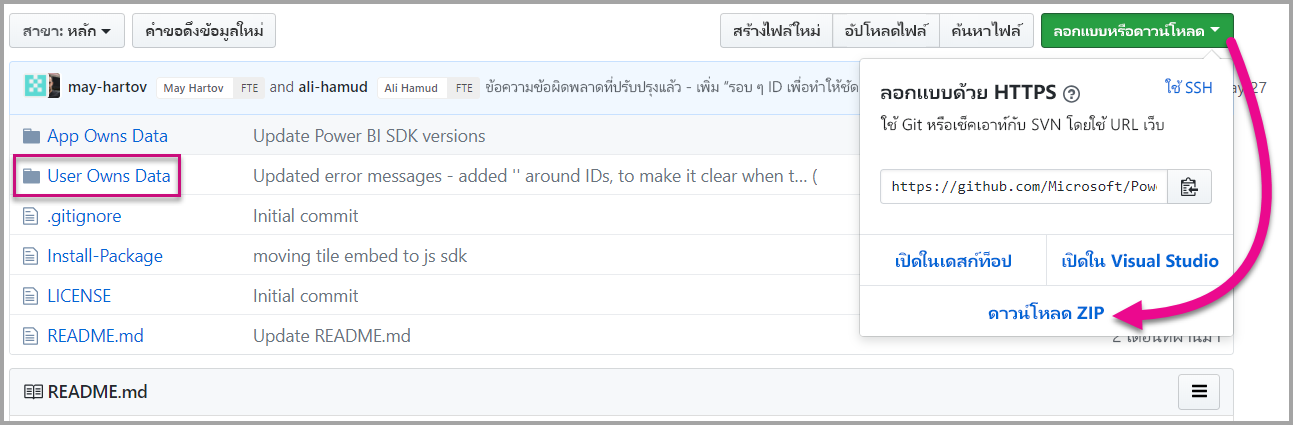 สาขา: หลัก
คำขอดึงข้อมูลใหม่
สร้างไฟล์ใหม่
อัปโหลดไฟล์
ค้นหาไฟล์
ลอกแบบหรือดาวน์โหลด
may-hartov May Hartov FTE and ali-hamud Ali Hamud FTE ข้อความข้อผิดพลาดที่ปรับปรุงแล้ว - เพิ่ม "รอบ ๆ ID เพื่อทำให้ชัด
27
App Owns Data Update Power BI SDK versions
User Owns Data Updated error messages - added '' around IDs, to make it clear when t... (
.gitignore Initial commit
Install-Package moving tile embed to js sdk
LICENSE Initial commit
README.md Update README.md
ลอกแบบด้วย HTTPS
ใช้ SSH
ใช้ Git หรือเช็คเอาท์กับ SVN โดยใช้ URL เว็บ
https://github.com/Microsoft/Pow
เปิดในเดสก์ท็อป
เปิดใน Visual Studio
ดาวน์โหลด ZIP
2 เดือนที่ผ่านมา
README.md